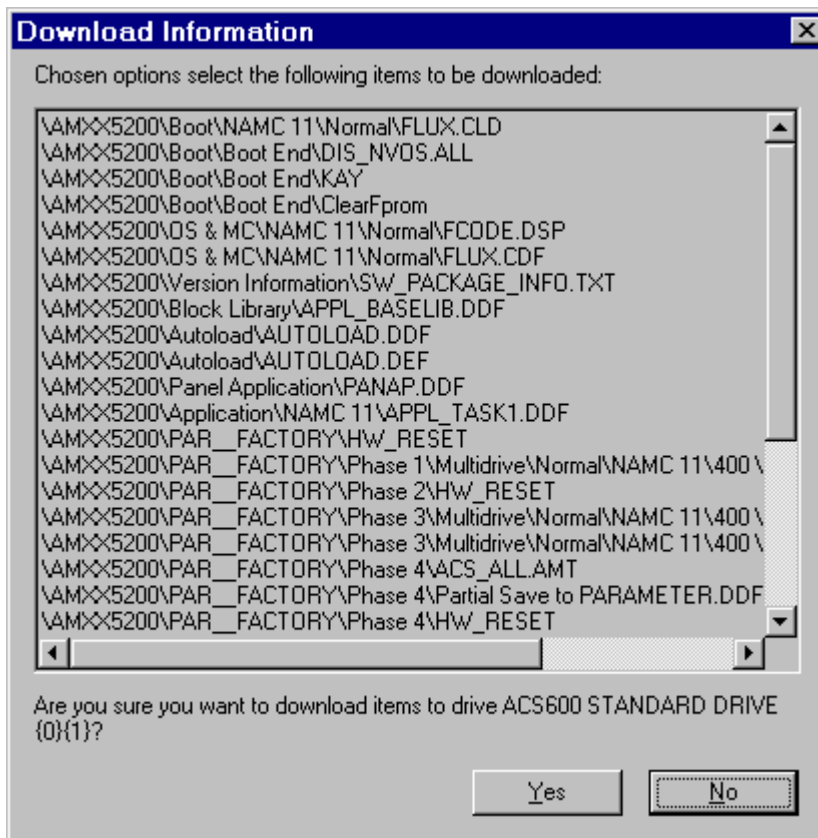 Download Information
Chosen options select the following items to be downloaded:
\AMXX5200\Boot\NAMC 11\Normal\FLUX.CLD
\AMXX5200\Boot\Boot End\DIS_NVOS.ALL
\AMXX5200\Boot\Boot End\KAY
\AMXX5200\Boot\Boot End\ClearFprom
\AMXX5200\OS & MC\NAMC 11\Normal\FCODE.DSP
\AMXX5200\OS & MC\NAMC 11\Normal\FLUX.CDF
\AMXX5200\Version Information\SW_PACKAGE_INFO.TXT
\AMXX5200\Block Library\APPL_BASELIB.DDF
\AMXX5200\Autoload\AUTOLOAD.DDF
\AMXX5200\Autoload\AUTOLOAD.DEF
\AMXX5200\Panel Application\PANAP.DDF
\AMXX5200\Application\NAMC 11\APPL_TASK1.DDF
\AMXX5200\PAR__FACTORY\HW_RESET
\AMXX5200\PAR__FACTORY\Phase 1\Multidrive\Normal\NAMC 11\400 \
\AMXX5200\PAR__FACTORY\Phase 2\HW_RESET
\AMXX5200\PAR__FACTORY\Phase 3\Multidrive\Normal\NAMC 11\400 \
\AMXX5200\PAR__FACTORY\Phase 3\Multidrive\Normal\NAMC 11\400 \
\AMXX5200\PAR__FACTORY\Phase 4\ACS_ALL.AMT
\AMXX5200\PAR__FACTORY\Phase 4\Partial Save to PARAMETER.DDF
\AMXX5200\PAR__FACTORY\Phase 4\HW_RESET
Are you sure you want to download items to drive ACS600 STANDARD DRIVE
{0}{1}?
Yes No